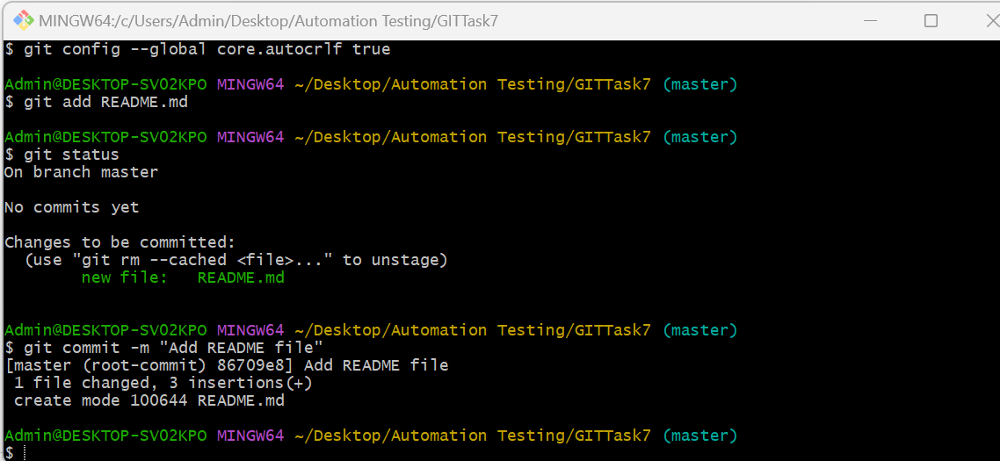 MINGW64:/c/Users/Admin/Desktop/Automation Testing/GITTask7
$ git config --global core.autocrlf true
Admin@DESKTOP-SV02KPO MINGW64 ~/Desktop/Automation Testing/GITTask7 (master)
$ git add README.md
Admin@DESKTOP-SV02KPO MINGW64 ~/Desktop/Automation Testing/GITTask7 (master)
$ git status
On branch master
No commits yet
Changes to be committed:
  (use "git rm --cached <file>..." to unstage)
        new file:   README.md
Admin@DESKTOP-SV02KPO MINGW64 ~/Desktop/Automation Testing/GITTask7 (master)
$ git commit -m "Add README file"
[master (root-commit) 86709e8] Add README file
 1 file changed, 3 insertions(+)
 create mode 100644 README.md
Admin@DESKTOP-SV02KPO MINGW64 ~/Desktop/Automation Testing/GITTask7 (master)
$